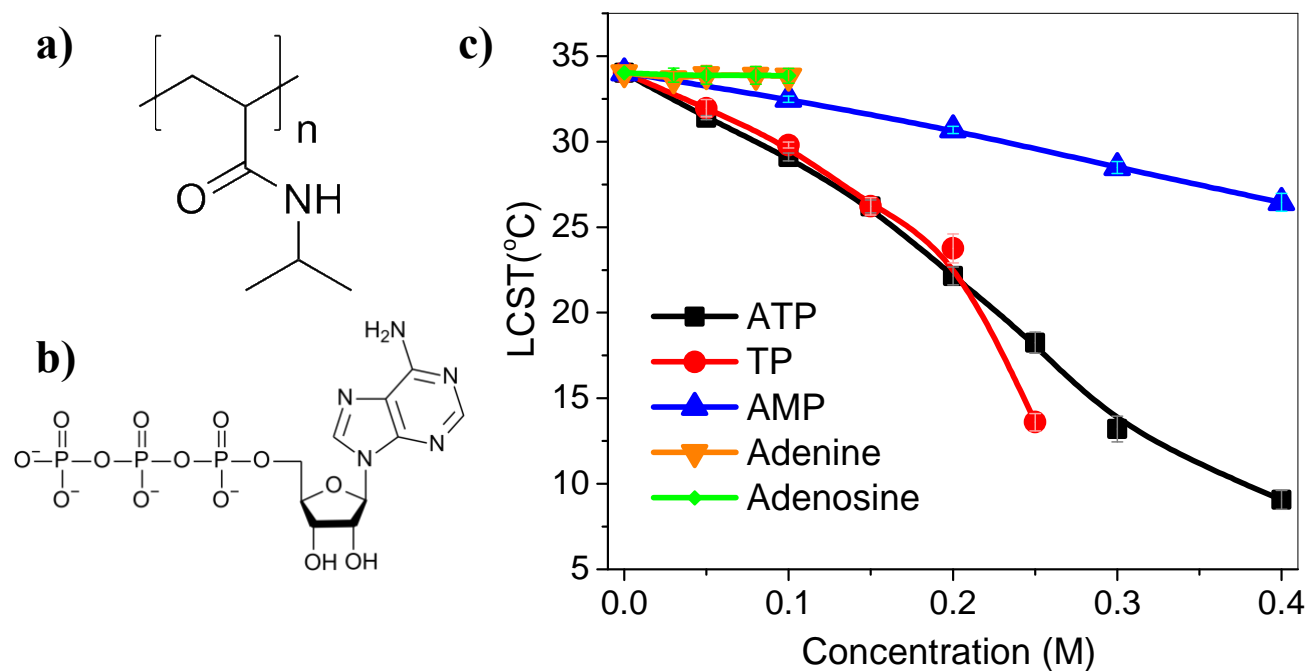 a)
n
O
NH
b)
NH₂
N
N
N
N
O
O
O
O⁻
P
O
P
O
P
O
O⁻
O⁻
O⁻
O
OH
OH
c)
LCST(°C)
35
30
25
20
15
10
5
ATP
TP
AMP
Adenine
Adenosine
0.0
0.1
0.2
0.3
0.4
Concentration (M)